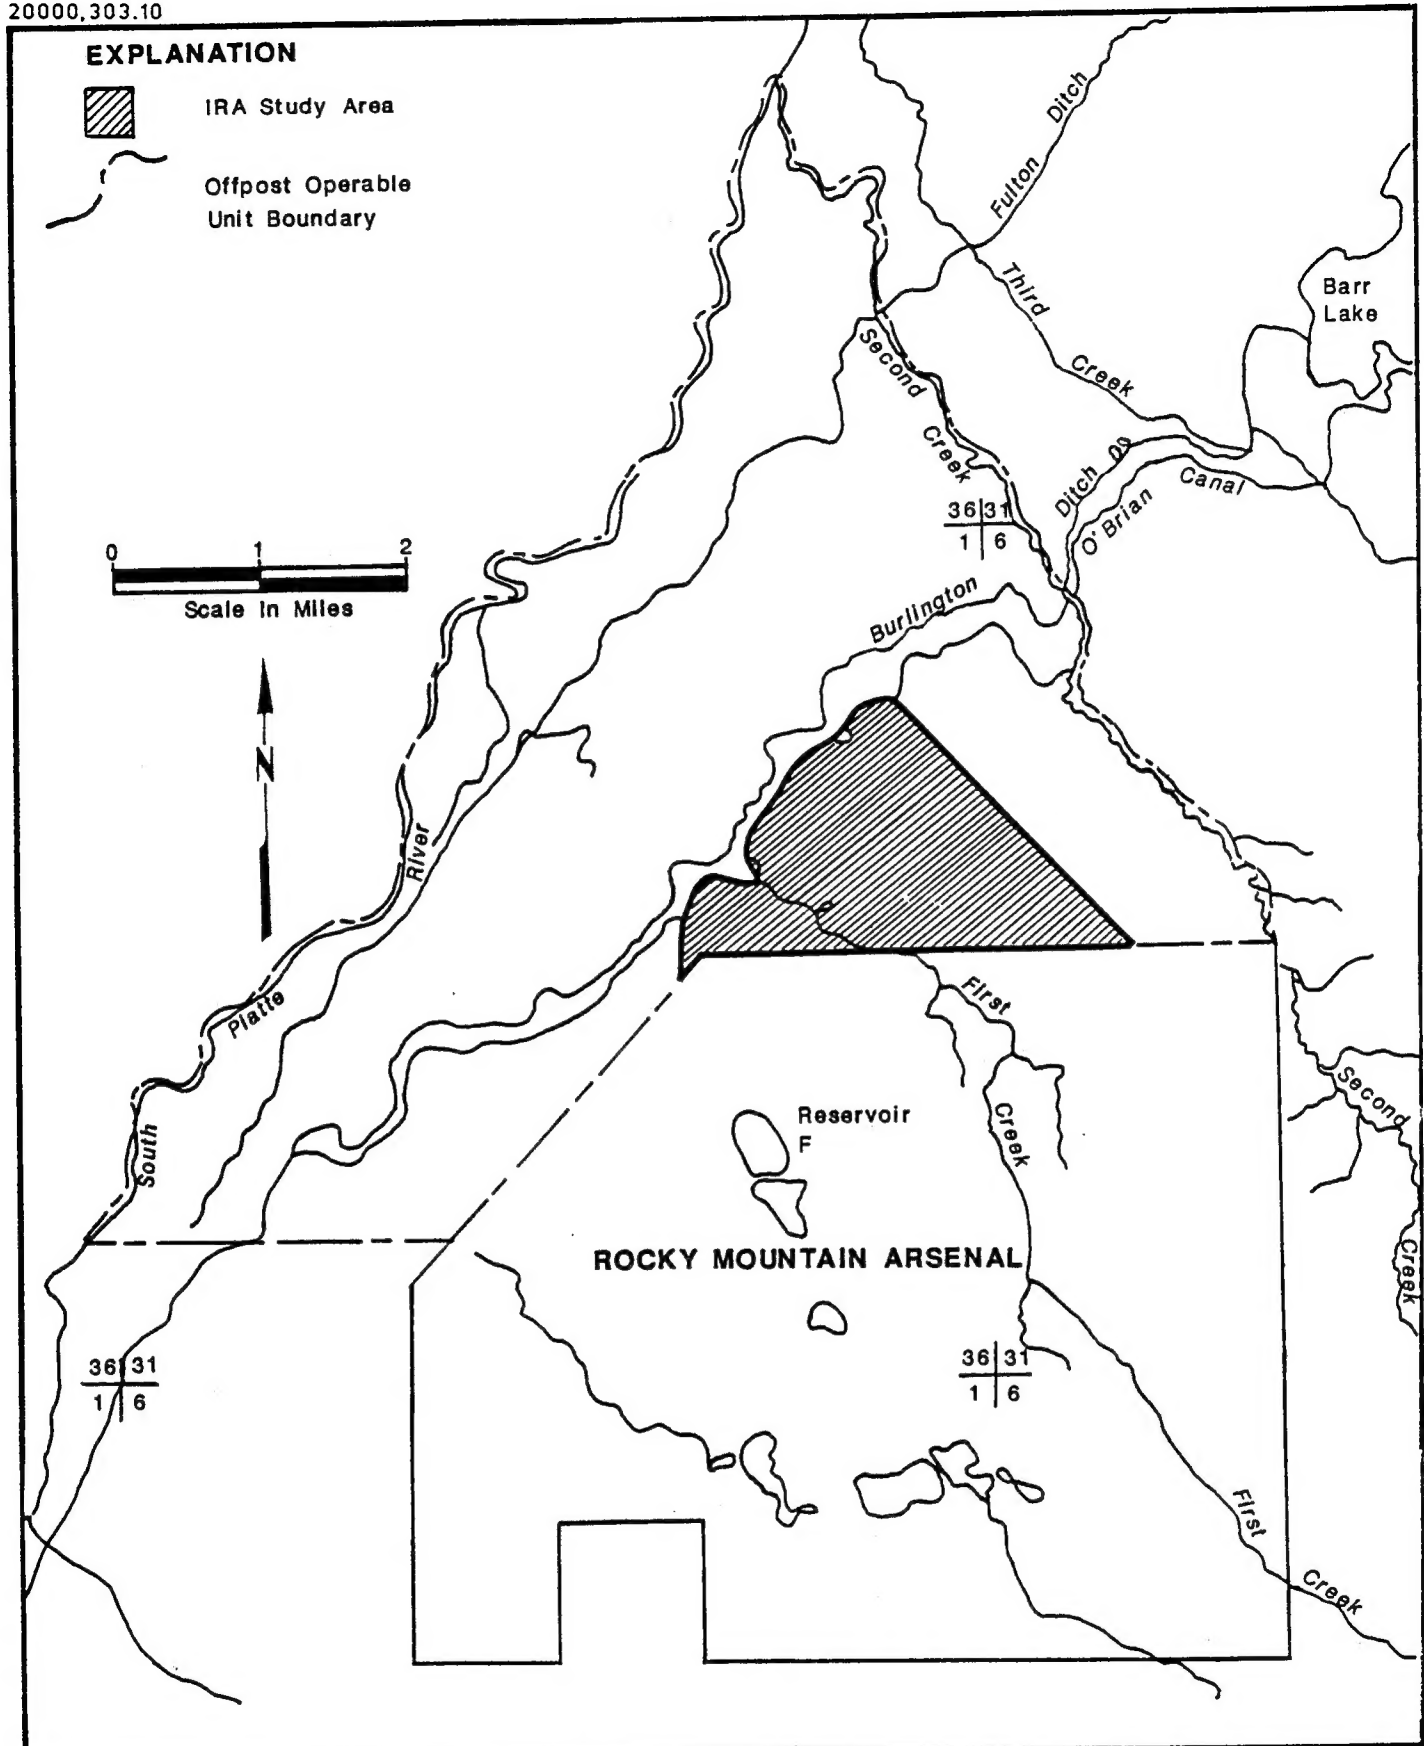 20000,303.10
EXPLANATION
IRA Study Area
Offpost Operable
Unit Boundary
Fulton Ditch
Third Creek
Barr
Lake
Second Creek
Ditch
O'Brian Canal
36 31
1 6
0 1 2
Scale in Miles
Burlington
N
South Platte River
First Creek
Second Creek
Reservoir
F
ROCKY MOUNTAIN ARSENAL
36 31
1 6
36 31
1 6
First Creek